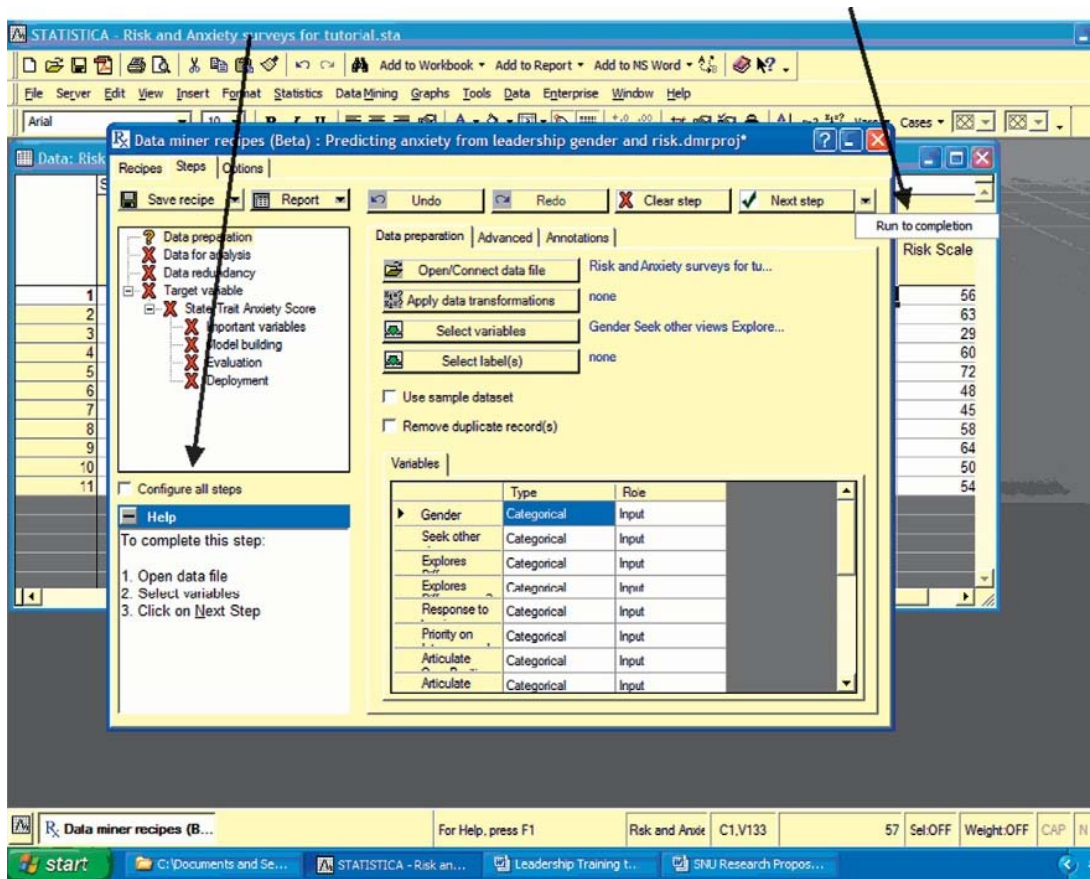 STATISTICA - Risk and Anxiety surveys for tutorial.sta
Add to Workbook Add to Report Add to NS Word
File Server Edit View Insert Format Statistics Data Mining Graphs Tools Data Enterprise Window Help
Arial 10 Cases
Data: Risk
Data miner recipes (Beta) : Predicting anxiety from leadership gender and risk.dmrproj*
Recipes Steps Options
Save recipe Report Undo Redo Clear step Next step
Run to completion
Data preparation
Data for analysis
Data redundancy
Target variable
State Trait Anxiety Score
Important variables
Model building
Evaluation
Deployment
Configure all steps
Help
To complete this step:
1. Open data file
2. Select variables
3. Click on Next Step
Data preparation Advanced Annotations
Open/Connect data file Risk and Anxiety surveys for tu...
Apply data transformations none
Select variables Gender Seek other views Explore...
Select label(s) none
Use sample dataset
Remove duplicate record(s)
Variables
Type Role
Gender Categorical Input
Seek other Categorical Input
Explores Categorical Input
Explores Categorical Input
Response to Categorical Input
Priority on Categorical Input
Articulate Categorical Input
Articulate Categorical Input
Risk Scale
1 56
2 63
3 29
4 60
5 72
6 48
7 45
8 58
9 64
10 50
11 54
Data miner recipes (B... For Help, press F1 Risk and Anxie C1,V133 57 Sel:OFF Weight:OFF CAP N
start C:\Documents and Se... STATISTICA - Risk an... Leadership Training t... SNU Research Propos...